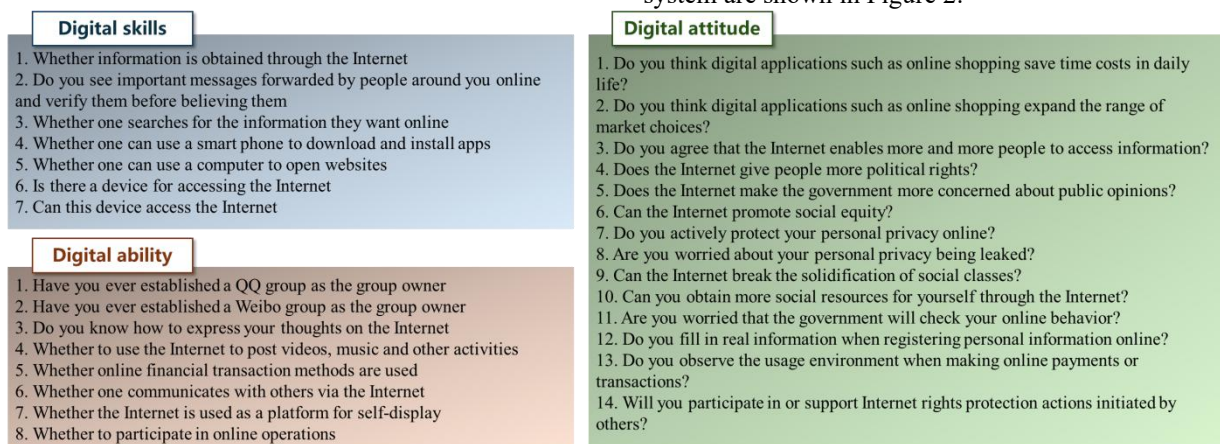 system are shown in Figure 2.
Digital skills
1. Whether information is obtained through the Internet
2. Do you see important messages forwarded by people around you online
and verify them before believing them
3. Whether one searches for the information they want online
4. Whether one can use a smart phone to download and install apps
5. Whether one can use a computer to open websites
6. Is there a device for accessing the Internet
7. Can this device access the Internet
Digital ability
1. Have you ever established a QQ group as the group owner
2. Have you ever established a Weibo group as the group owner
3. Do you know how to express your thoughts on the Internet
4. Whether to use the Internet to post videos, music and other activities
5. Whether online financial transaction methods are used
6. Whether one communicates with others via the Internet
7. Whether the Internet is used as a platform for self-display
8. Whether to participate in online operations
Digital attitude
1. Do you think digital applications such as online shopping save time costs in daily
life?
2. Do you think digital applications such as online shopping expand the range of
market choices?
3. Do you agree that the Internet enables more and more people to access information?
4. Does the Internet give people more political rights?
5. Does the Internet make the government more concerned about public opinions?
6. Can the Internet promote social equity?
7. Do you actively protect your personal privacy online?
8. Are you worried about your personal privacy being leaked?
9. Can the Internet break the solidification of social classes?
10. Can you obtain more social resources for yourself through the Internet?
11. Are you worried that the government will check your online behavior?
12. Do you fill in real information when registering personal information online?
13. Do you observe the usage environment when making online payments or
transactions?
14. Will you participate in or support Internet rights protection actions initiated by
others?